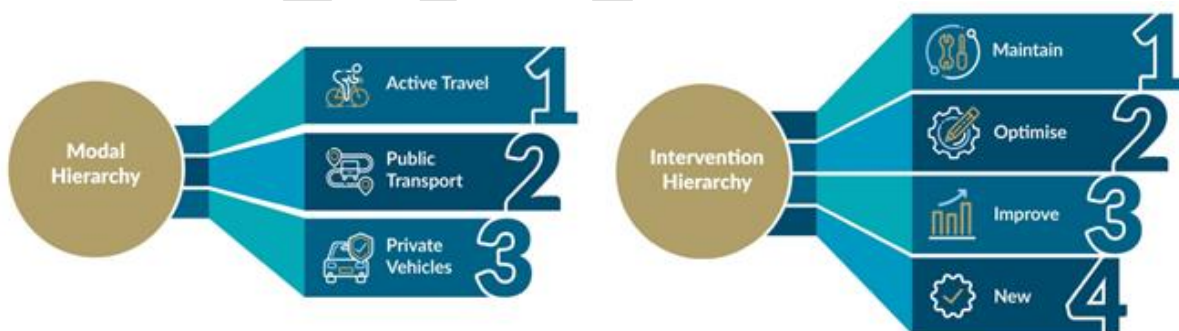 Modal
Hierarchy
Active Travel
1
Public
Transport
2
Private
Vehicles
3
Intervention
Hierarchy
Maintain
1
Optimise
2
Improve
3
New
4